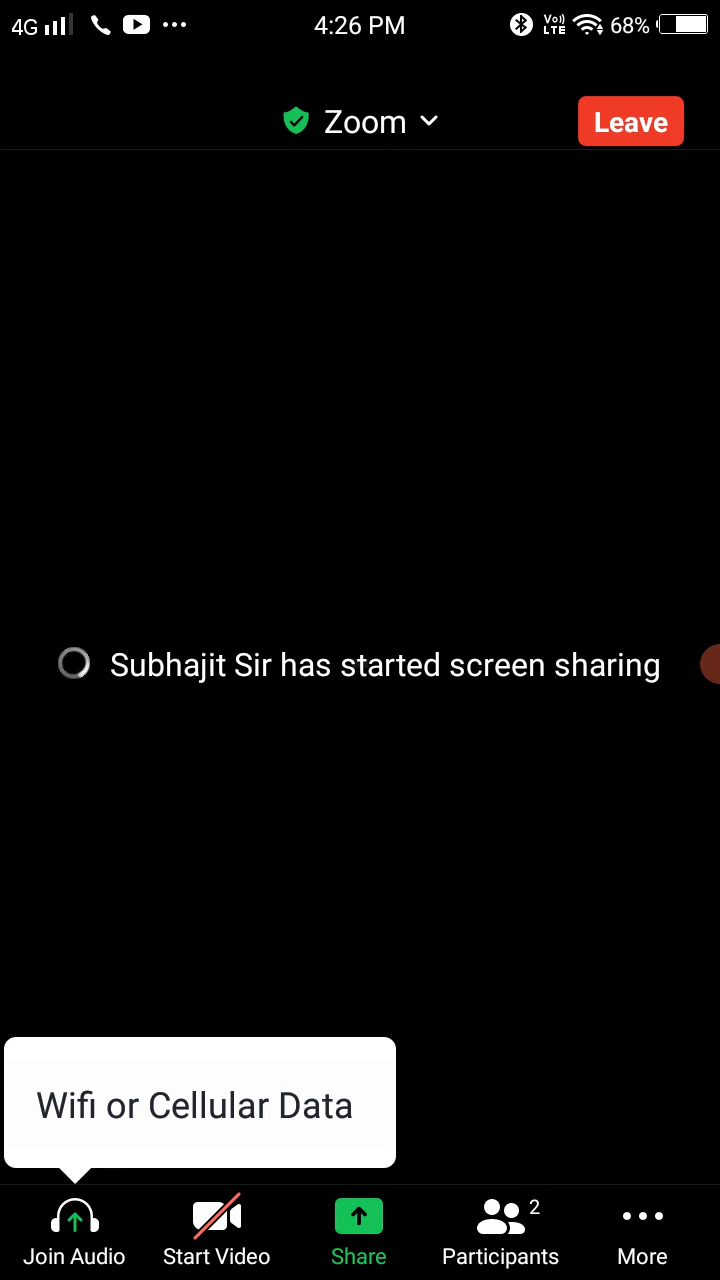 4G 4:26 PM Vo)) LTE 68%
Zoom Leave
Subhajit Sir has started screen sharing
Wifi or Cellular Data
2
Join Audio Start Video Share Participants More